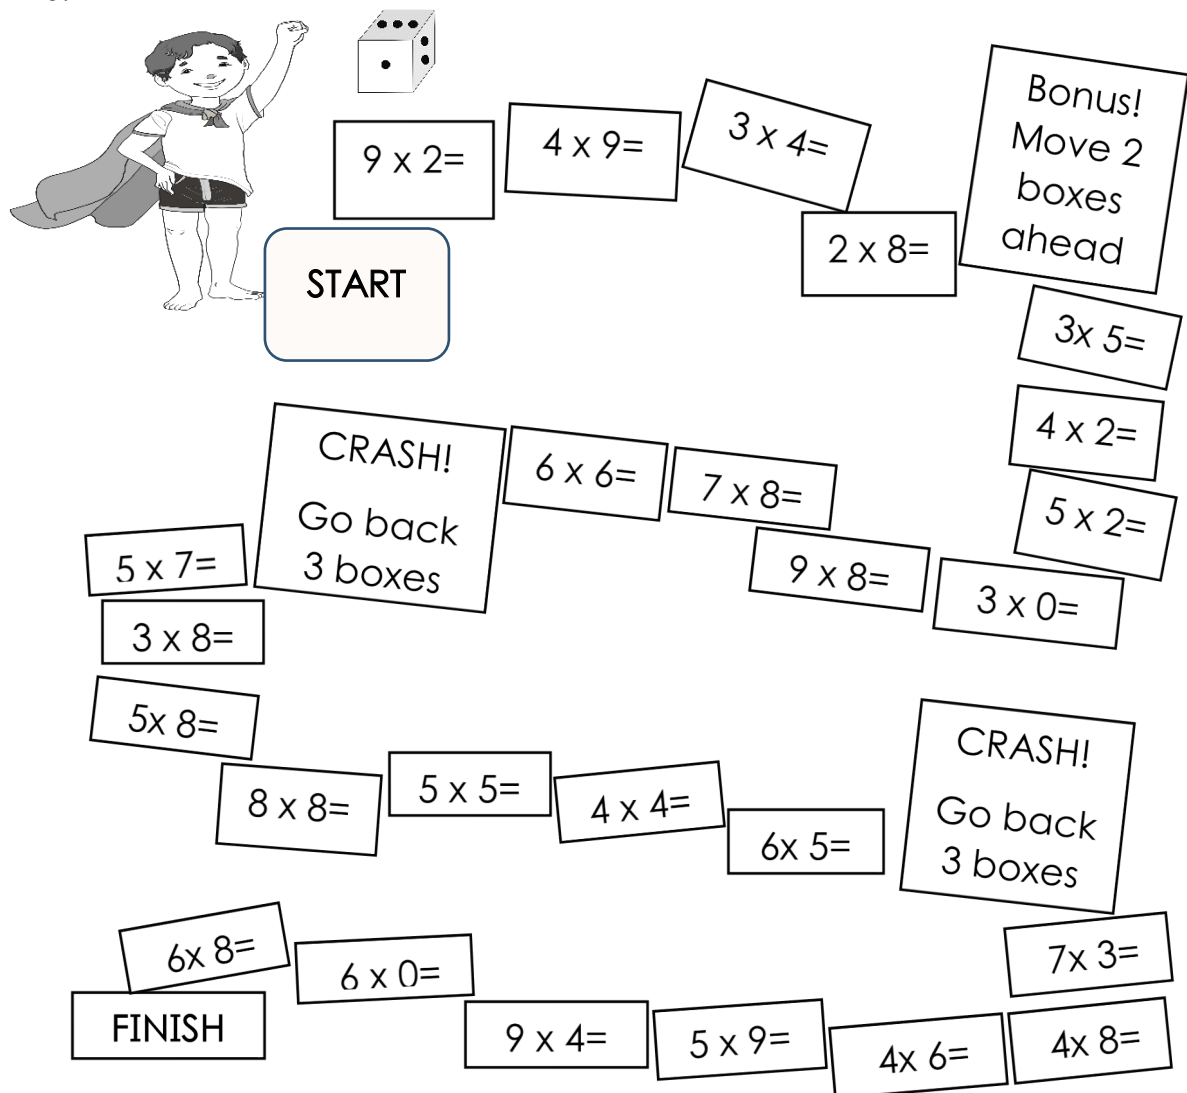 START
9 x 2=
4 x 9=
3 x 4=
2 x 8=
Bonus!
Move 2
boxes
ahead
3x 5=
4 x 2=
5 x 2=
3 x 0=
9 x 8=
7 x 8=
6 x 6=
CRASH!
Go back
3 boxes
5 x 7=
3 x 8=
5x 8=
8 x 8=
5 x 5=
4 x 4=
6x 5=
CRASH!
Go back
3 boxes
7x 3=
4x 8=
4x 6=
5 x 9=
9 x 4=
6 x 0=
6x 8=
FINISH